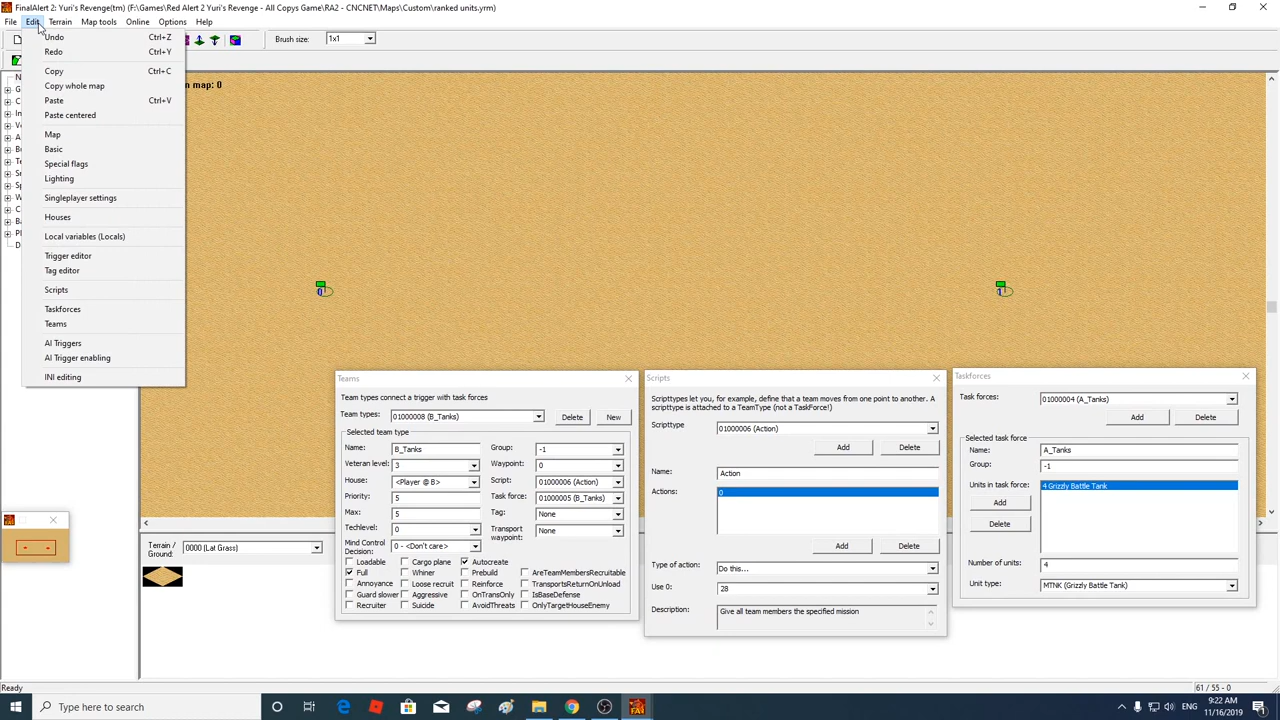 FinalAlert 2: Yuri's Revenge(tm) (F:\Games\Red Alert 2 Yuri's Revenge - All Copys Game\RA2 - CNCNET\Maps\Custom\ranked units.yrm)
File Edit Terrain Map tools Online Options Help
Brush size: 1x1
m map: 0
Undo Ctrl+Z
Redo Ctrl+Y
Copy Ctrl+C
Copy whole map
Paste Ctrl+V
Paste centered
Map
Basic
Special flags
Lighting
Singleplayer settings
Houses
Local variables (Locals)
Trigger editor
Tag editor
Scripts
Taskforces
Teams
AI Triggers
AI Trigger enabling
INI editing
0
1
Teams
Team types connect a trigger with task forces
Team types: 01000008 (B_Tanks) Delete New
Selected team type
Name: B_Tanks Group: -1
Veteran level: 3 Waypoint: 0
House: <Player @ B> Script: 01000006 (Action)
Priority: 5 Task force: 01000005 (B_Tanks)
Max: 5 Tag: None
Techlevel: 0 Transport waypoint: None
Mind Control Decision: 0 - <Don't care>
Loadable Cargo plane Autocreate
Full Whiner Prebuild AreTeamMembersRecruitable
Annoyance Loose recruit Reinforce TransportsReturnOnUnload
Guard slower Aggressive OnTransOnly IsBaseDefense
Recruiter Suicide AvoidThreats OnlyTargetHouseEnemy
Scripts
Scripttypes let you, for example, define that a team moves from one point to another. A
scripttype is attached to a TeamType (not a TaskForce!)
Scripttype 01000006 (Action)
Add Delete
Name: Action
Actions: 0
Add Delete
Type of action: Do this...
Use 0: 28
Description: Give all team members the specified mission
Taskforces
Task forces: 01000004 (A_Tanks)
Add Delete
Selected task force
Name: A_Tanks
Group: -1
Units in task force: 4 Grizzly Battle Tank
Add
Delete
Number of units: 4
Unit type: MTNK (Grizzly Battle Tank)
Terrain / Ground: 0000 (Lat Grass)
Ready 61 / 55 - 0
Type here to search
ENG
9:22 AM
11/16/2019